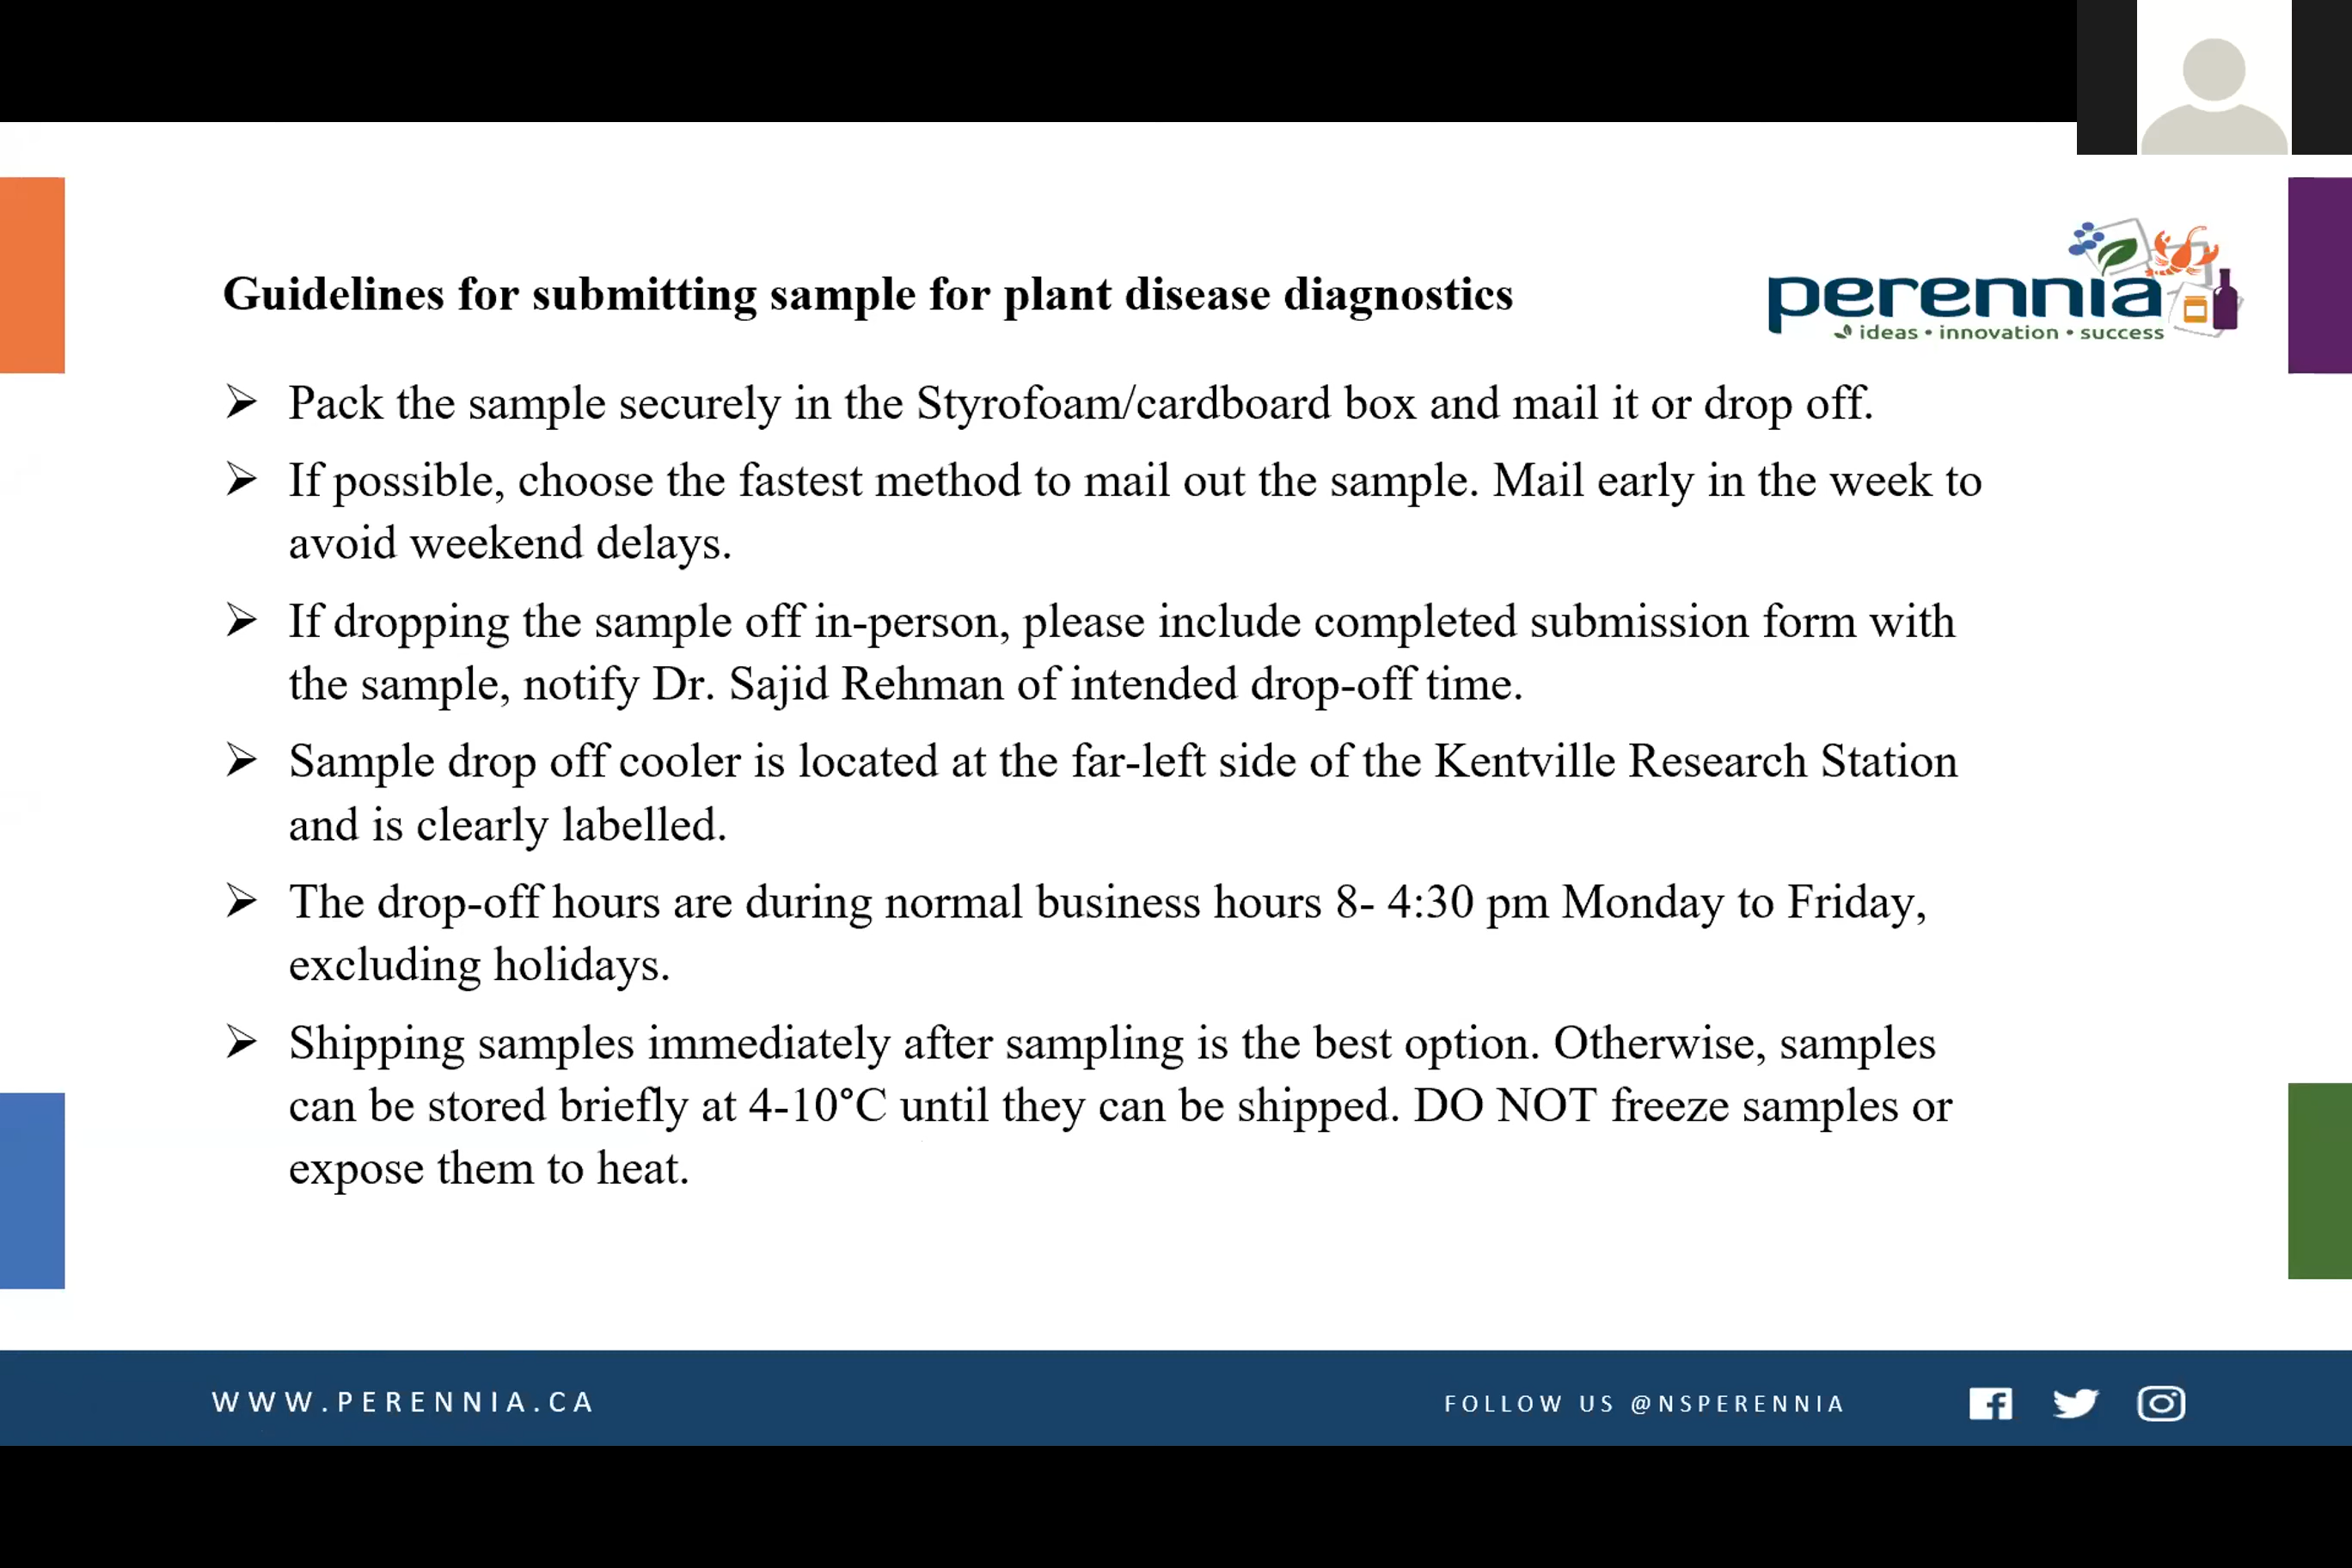 Guidelines for submitting sample for plant disease diagnostics
perennia
ideas • innovation • success
➢ Pack the sample securely in the Styrofoam/cardboard box and mail it or drop off.
➢ If possible, choose the fastest method to mail out the sample. Mail early in the week to
avoid weekend delays.
➢ If dropping the sample off in-person, please include completed submission form with
the sample, notify Dr. Sajid Rehman of intended drop-off time.
➢ Sample drop off cooler is located at the far-left side of the Kentville Research Station
and is clearly labelled.
➢ The drop-off hours are during normal business hours 8- 4:30 pm Monday to Friday,
excluding holidays.
➢ Shipping samples immediately after sampling is the best option. Otherwise, samples
can be stored briefly at 4-10°C until they can be shipped. DO NOT freeze samples or
expose them to heat.
WWW.PERENNIA.CA
FOLLOW US @NSPERENNIA